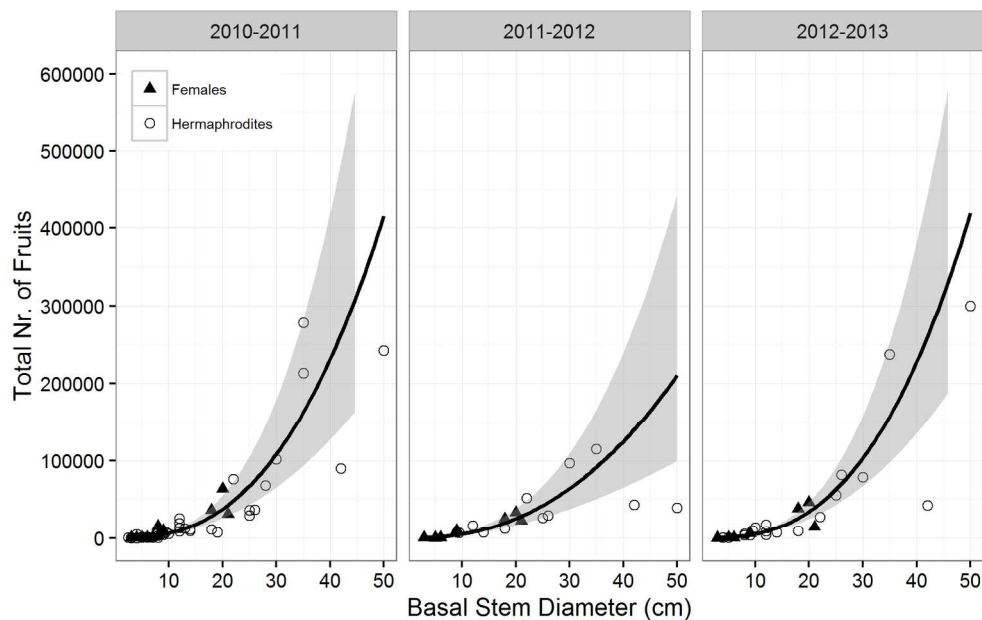 2010-2011 2011-2012 2012-2013
Females
Hermaphrodites
Total Nr. of Fruits
600000
500000
400000
300000
200000
100000
0
10 20 30 40 50 10 20 30 40 50 10 20 30 40 50
Basal Stem Diameter (cm)